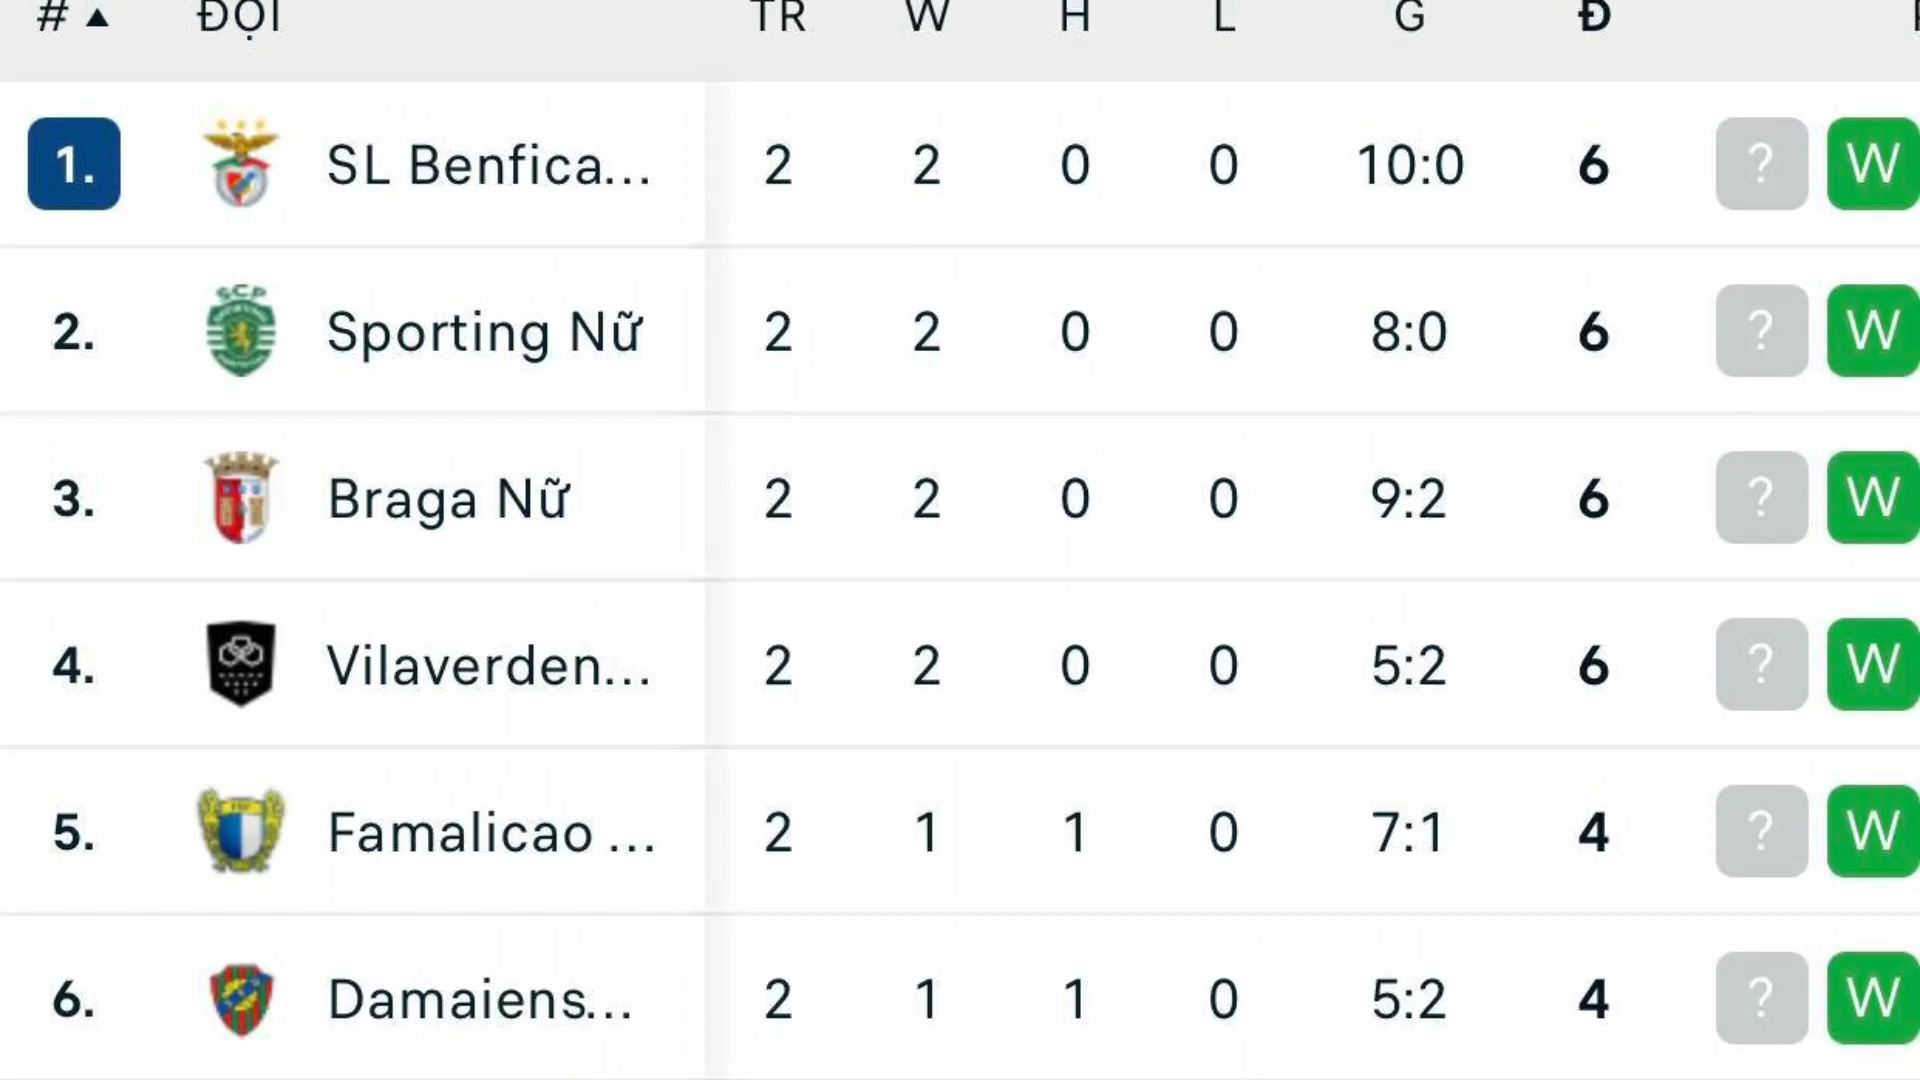 # ▲ ĐỘI TR W H L G Đ
1. SL Benfica... 2 2 0 0 10:0 6 ? W
2. Sporting Nữ 2 2 0 0 8:0 6 ? W
3. Braga Nữ 2 2 0 0 9:2 6 ? W
4. Vilaverden... 2 2 0 0 5:2 6 ? W
5. Famalicao ... 2 1 1 0 7:1 4 ? W
6. Damaiens... 2 1 1 0 5:2 4 ? W